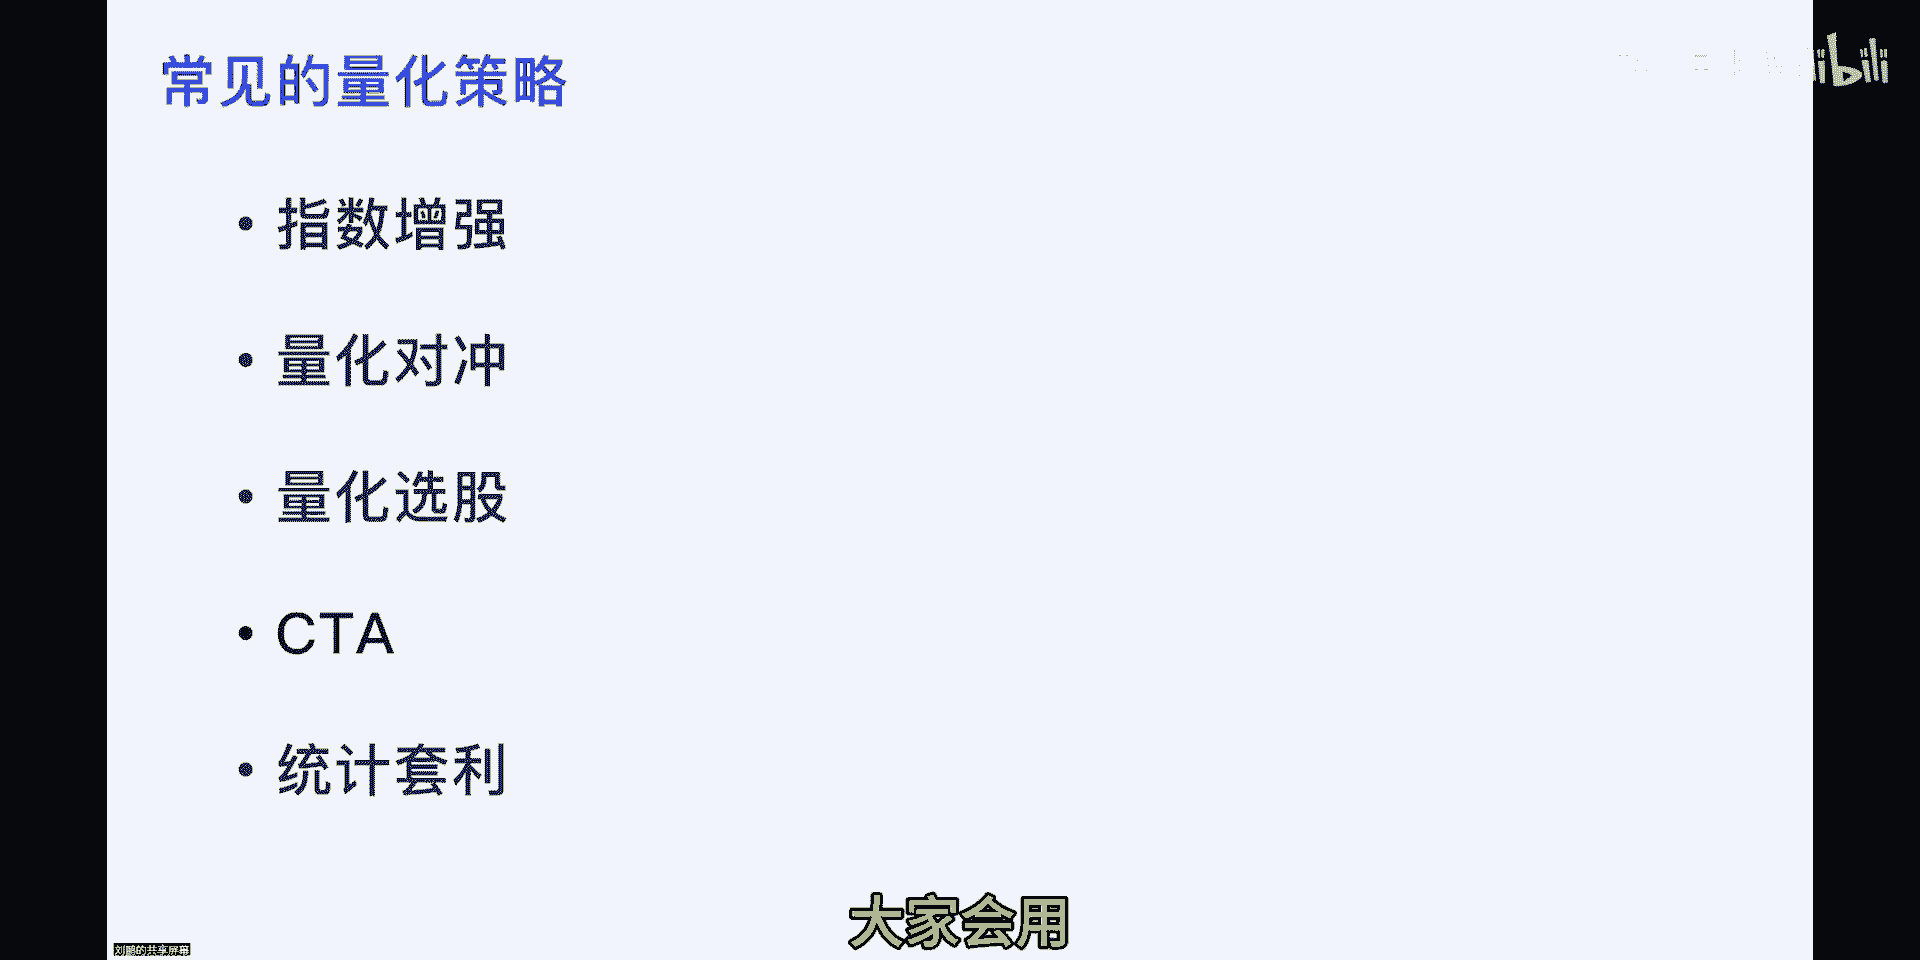 常见的量化策略
• 指数增强
• 量化对冲
• 量化选股
• CTA
• 统计套利
大家会用
刘鹏的共享屏幕